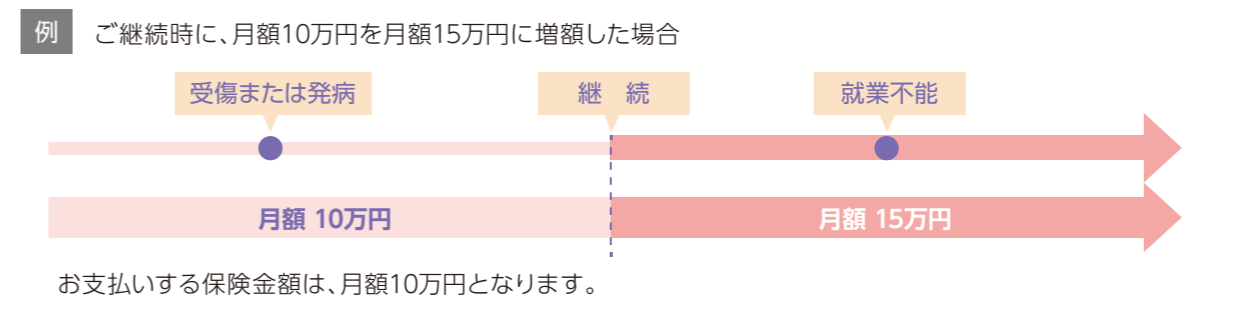 例 ご継続時に、月額10万円を月額15万円に増額した場合
受傷または発病 継　続 就業不能
月額 10万円 月額 15万円
お支払いする保険金額は、月額10万円となります。